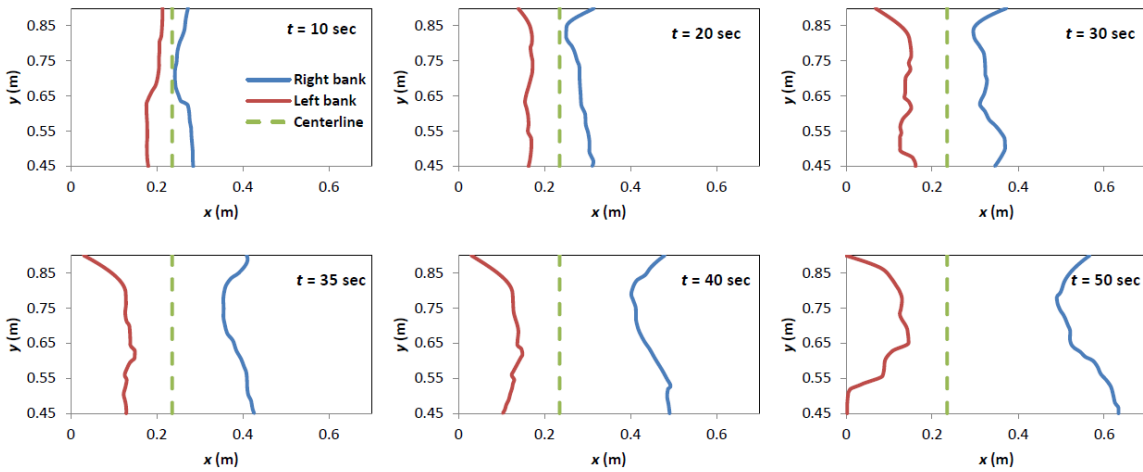 t = 10 sec
0.85
0.75
0.65
0.55
0.45
y (m)
Right bank
Left bank
Centerline
0 0.2 0.4 0.6
x (m)
t = 20 sec
0.85
0.75
0.65
0.55
0.45
y (m)
0 0.2 0.4 0.6
x (m)
t = 30 sec
0.85
0.75
0.65
0.55
0.45
y (m)
0 0.2 0.4 0.6
x (m)
t = 35 sec
0.85
0.75
0.65
0.55
0.45
y (m)
0 0.2 0.4 0.6
x (m)
t = 40 sec
0.85
0.75
0.65
0.55
0.45
y (m)
0 0.2 0.4 0.6
x (m)
t = 50 sec
0.85
0.75
0.65
0.55
0.45
y (m)
0 0.2 0.4 0.6
x (m)